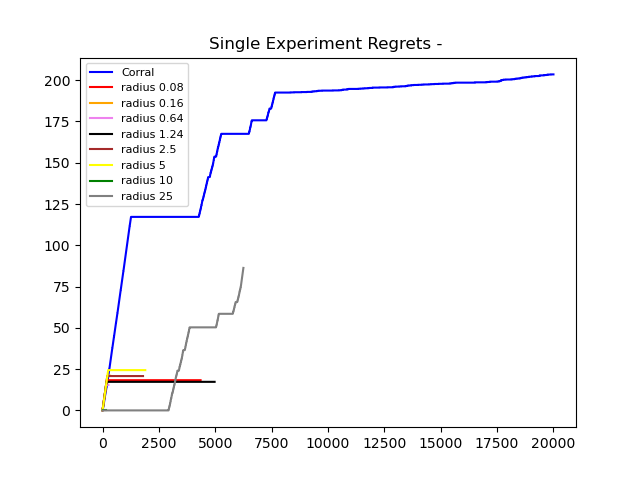 Single Experiment Regrets -
Corral
radius 0.08
radius 0.16
radius 0.64
radius 1.24
radius 2.5
radius 5
radius 10
radius 25
200
175
150
125
100
75
50
25
0
0 2500 5000 7500 10000 12500 15000 17500 20000